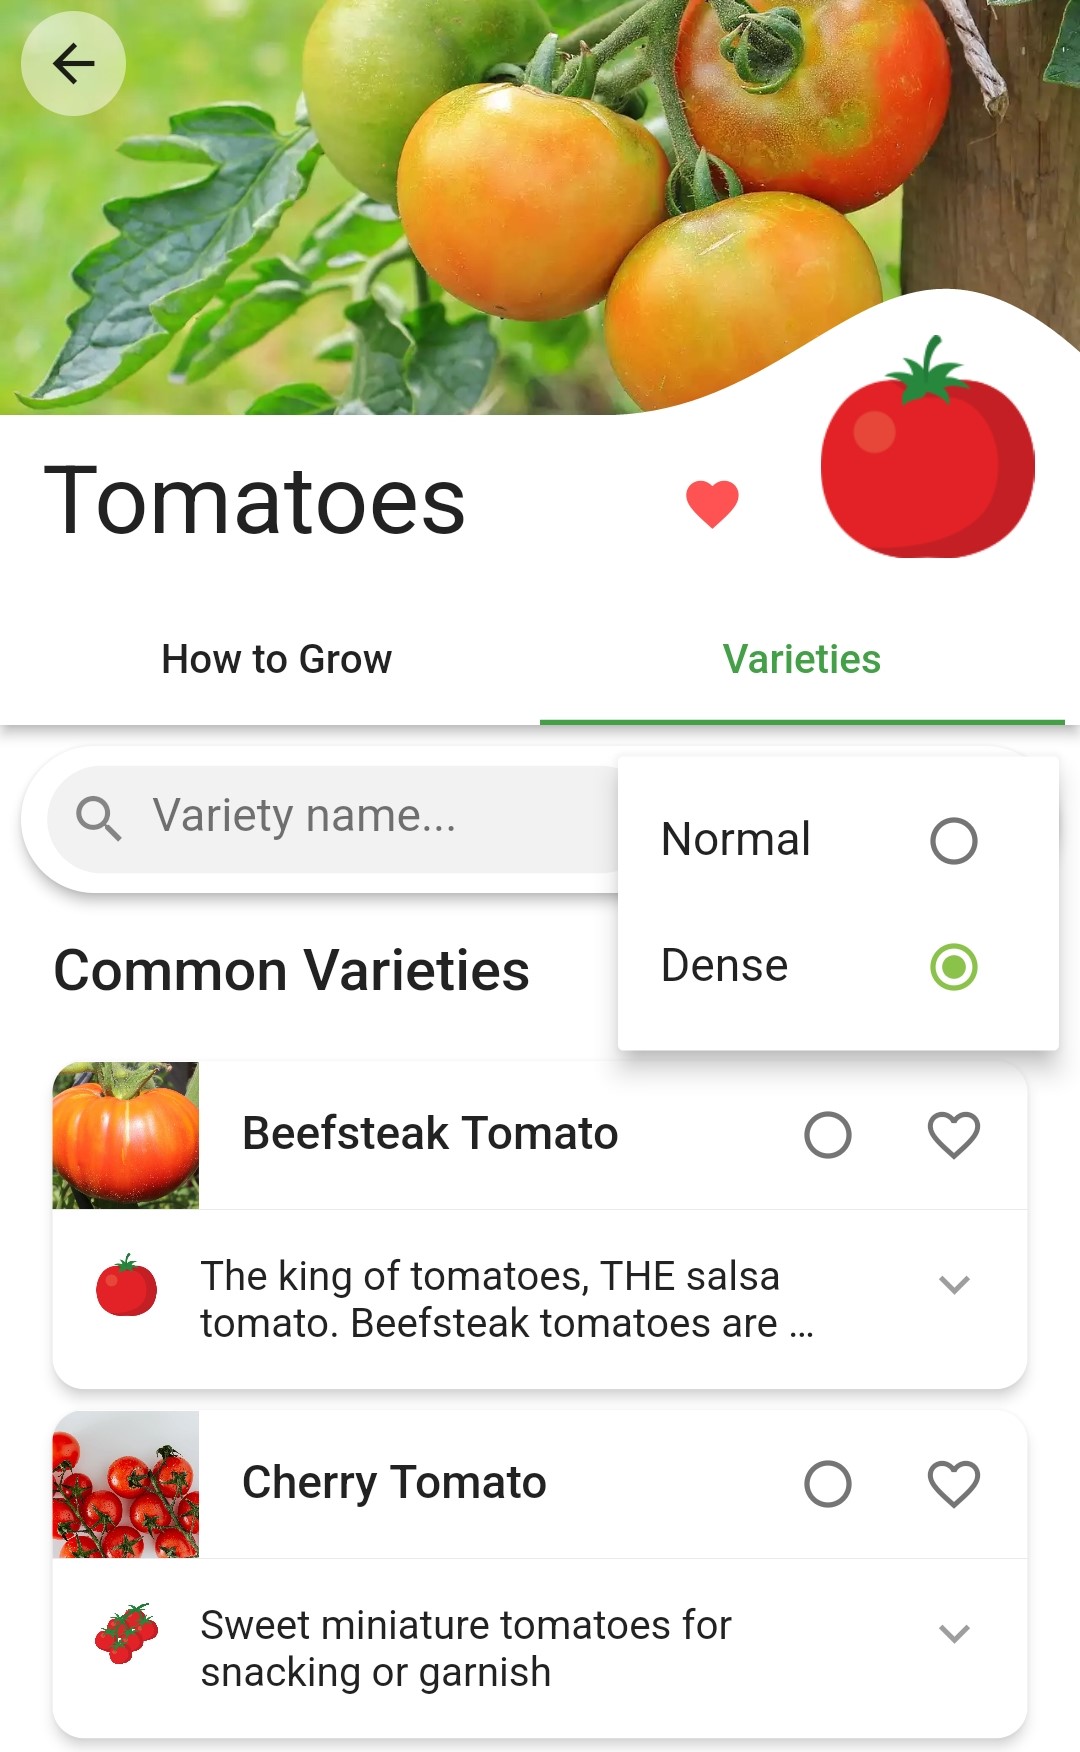 Tomatoes
How to Grow
Varieties
Variety name...
Normal
Dense
Common Varieties
Beefsteak Tomato
The king of tomatoes, THE salsa
tomato. Beefsteak tomatoes are ...
Cherry Tomato
Sweet miniature tomatoes for
snacking or garnish